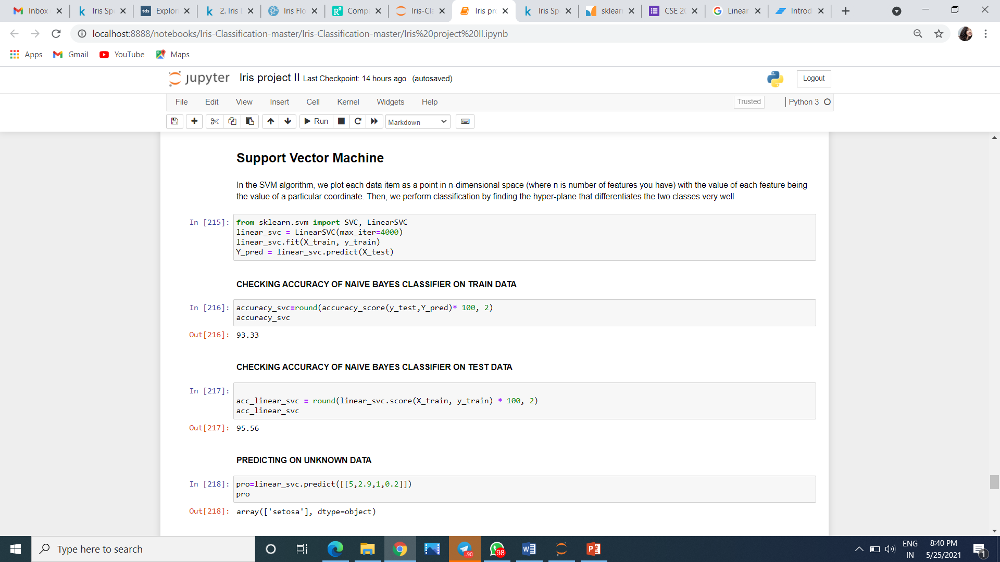 Inbox
Iris Sp
tds Explor
2. Iris
Iris Flo
Comp
Iris-Cla
Iris pro
Iris Sp
sklearn
CSE 20
Linear
Introd
localhost:8888/notebooks/Iris-Classification-master/Iris-Classification-master/Iris%20project%20II.ipynb
Apps Gmail YouTube Maps
jupyter Iris project II Last Checkpoint: 14 hours ago (autosaved)
Logout
File Edit View Insert Cell Kernel Widgets Help
Trusted Python 3
Run Markdown
Support Vector Machine
In the SVM algorithm, we plot each data item as a point in n-dimensional space (where n is number of features you have) with the value of each feature being
the value of a particular coordinate. Then, we perform classification by finding the hyper-plane that differentiates the two classes very well
In [215]: from sklearn.svm import SVC, LinearSVC
linear_svc = LinearSVC(max_iter=4000)
linear_svc.fit(X_train, y_train)
Y_pred = linear_svc.predict(X_test)
CHECKING ACCURACY OF NAIVE BAYES CLASSIFIER ON TRAIN DATA
In [216]: accuracy_svc=round(accuracy_score(y_test,Y_pred)* 100, 2)
accuracy_svc
Out[216]: 93.33
CHECKING ACCURACY OF NAIVE BAYES CLASSIFIER ON TEST DATA
In [217]:
acc_linear_svc = round(linear_svc.score(X_train, y_train) * 100, 2)
acc_linear_svc
Out[217]: 95.56
PREDICTING ON UNKNOWN DATA
In [218]: pro=linear_svc.predict([[5,2.9,1,0.2]])
pro
Out[218]: array(['setosa'], dtype=object)
Type here to search
90
98
ENG
IN
8:40 PM
5/25/2021
1